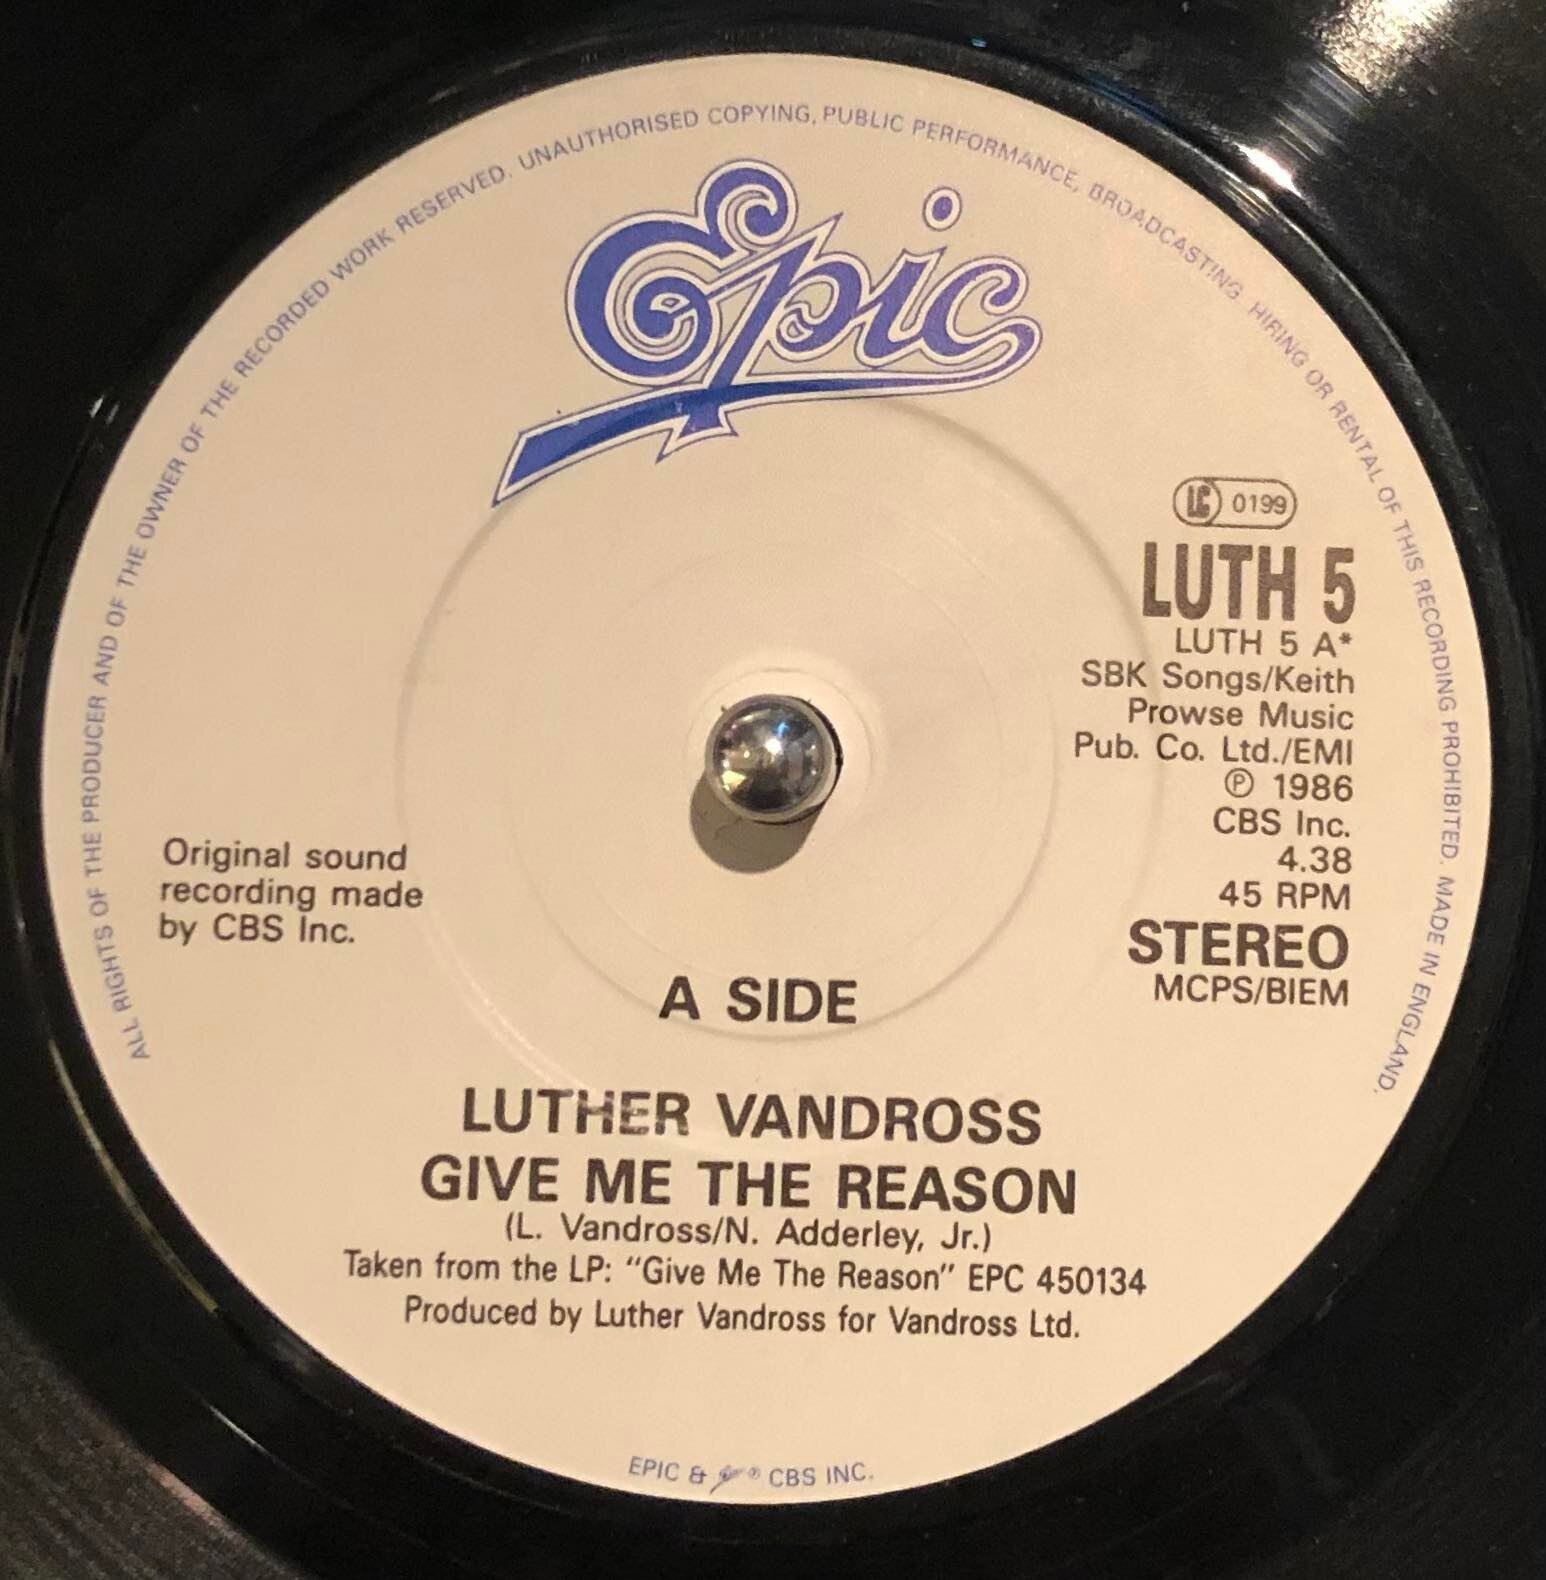 ALL RIGHTS OF THE PRODUCER AND OF THE OWNER OF THE RECORDED WORK RESERVED. UNAUTHORISED COPYING, PUBLIC PERFORMANCE, BROADCASTING, HIRING OR RENTAL OF THIS RECORDING PROHIBITED. MADE IN ENGLAND.
Epic
LC 0199
LUTH 5
LUTH 5 A*
SBK Songs/Keith
Prowse Music
Pub. Co. Ltd./EMI
℗ 1986
CBS Inc.
4.38
45 RPM
STEREO
MCPS/BIEM
Original sound
recording made
by CBS Inc.
A SIDE
LUTHER VANDROSS
GIVE ME THE REASON
(L. Vandross/N. Adderley, Jr.)
Taken from the LP: "Give Me The Reason" EPC 450134
Produced by Luther Vandross for Vandross Ltd.
EPIC & Epic ® CBS INC.